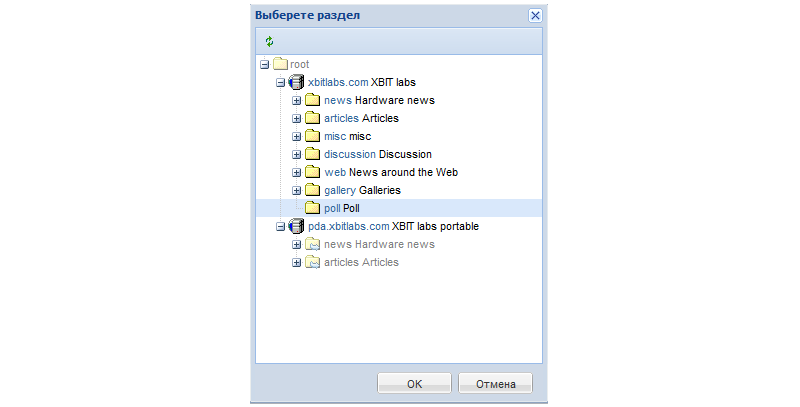 Выберете раздел
root
xbitlabs.com XBIT labs
news Hardware news
articles Articles
misc misc
discussion Discussion
web News around the Web
gallery Galleries
poll Poll
pda.xbitlabs.com XBIT labs portable
news Hardware news
articles Articles
OK Отмена